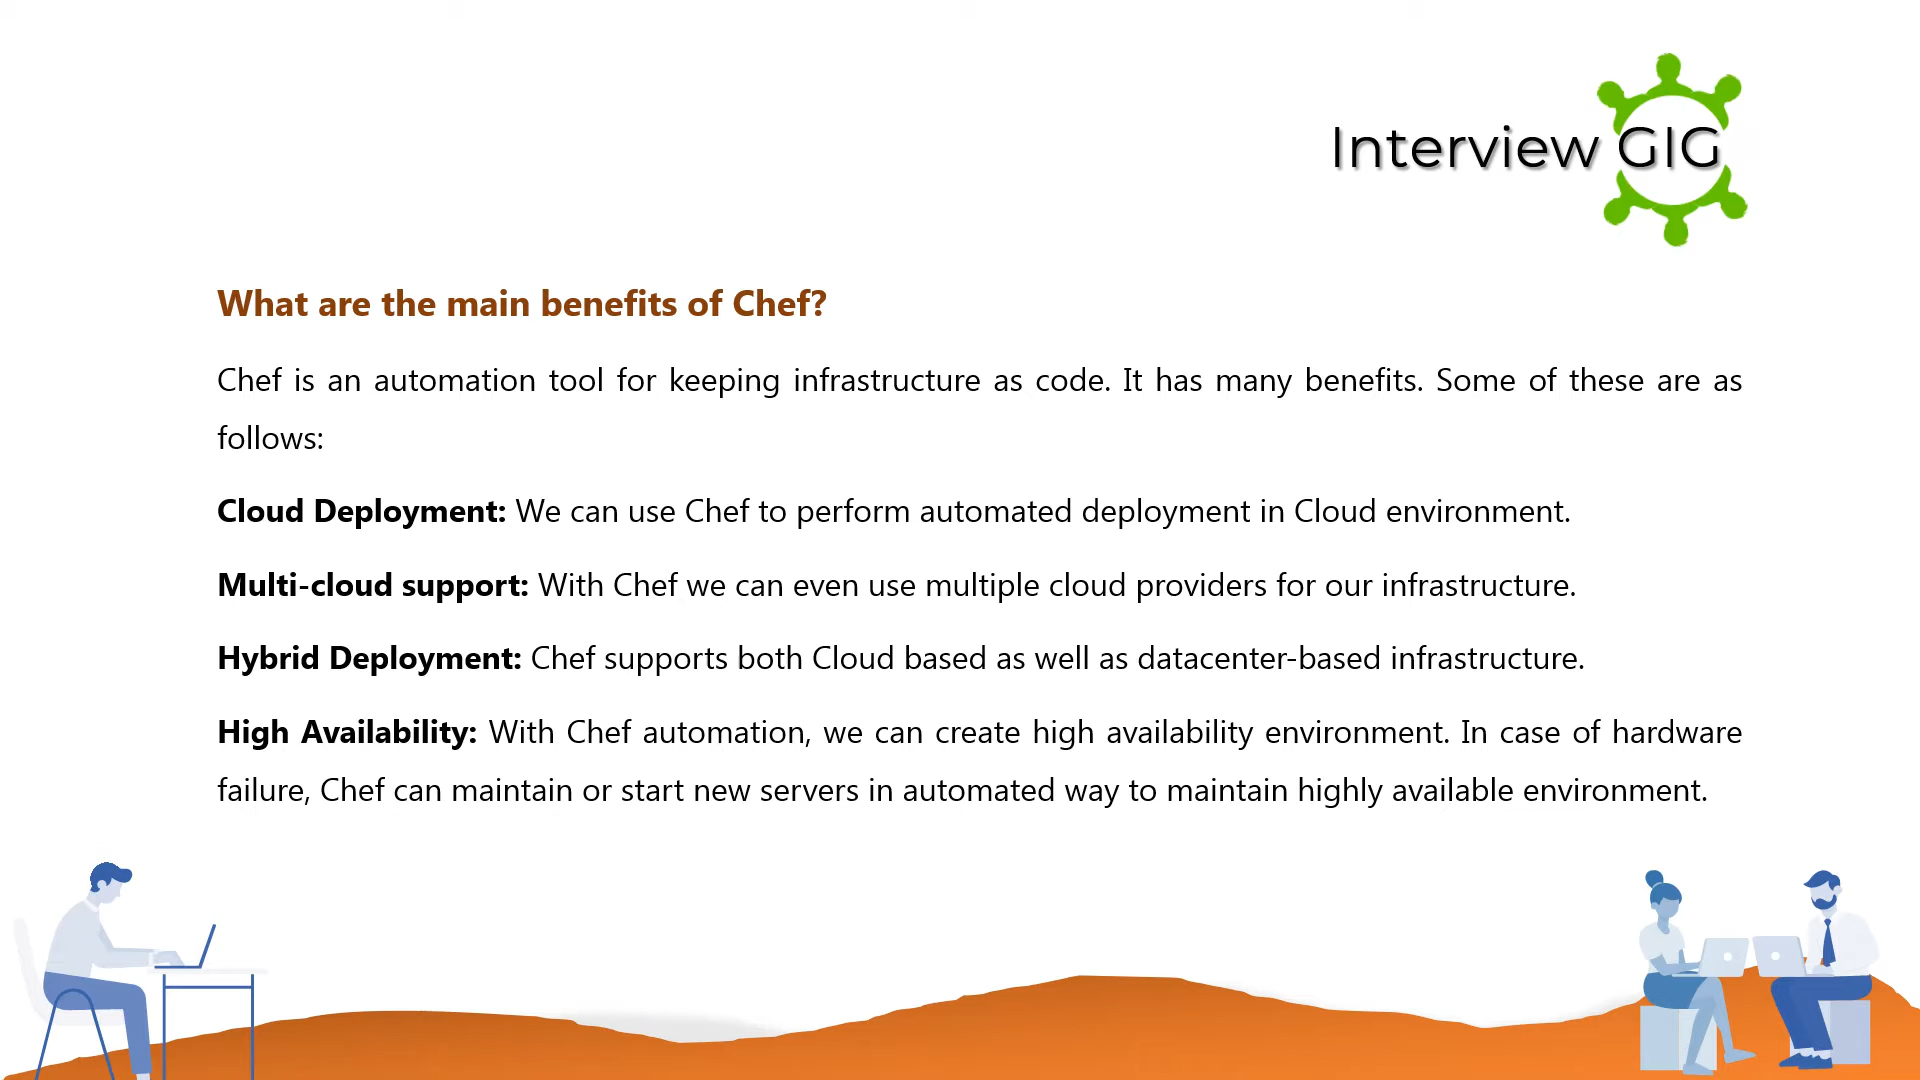 Interview GIG
What are the main benefits of Chef?
Chef is an automation tool for keeping infrastructure as code. It has many benefits. Some of these are as
follows:
Cloud Deployment: We can use Chef to perform automated deployment in Cloud environment.
Multi-cloud support: With Chef we can even use multiple cloud providers for our infrastructure.
Hybrid Deployment: Chef supports both Cloud based as well as datacenter-based infrastructure.
High Availability: With Chef automation, we can create high availability environment. In case of hardware
failure, Chef can maintain or start new servers in automated way to maintain highly available environment.